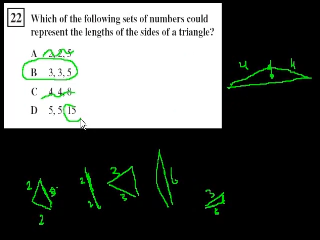 22 Which of the following sets of numbers could
represent the lengths of the sides of a triangle?
A 2, 2, 5
B 3, 3, 5
C 4, 4, 8
D 5, 5, 15
4 4
2 2
2 2
3 3
6
3
6